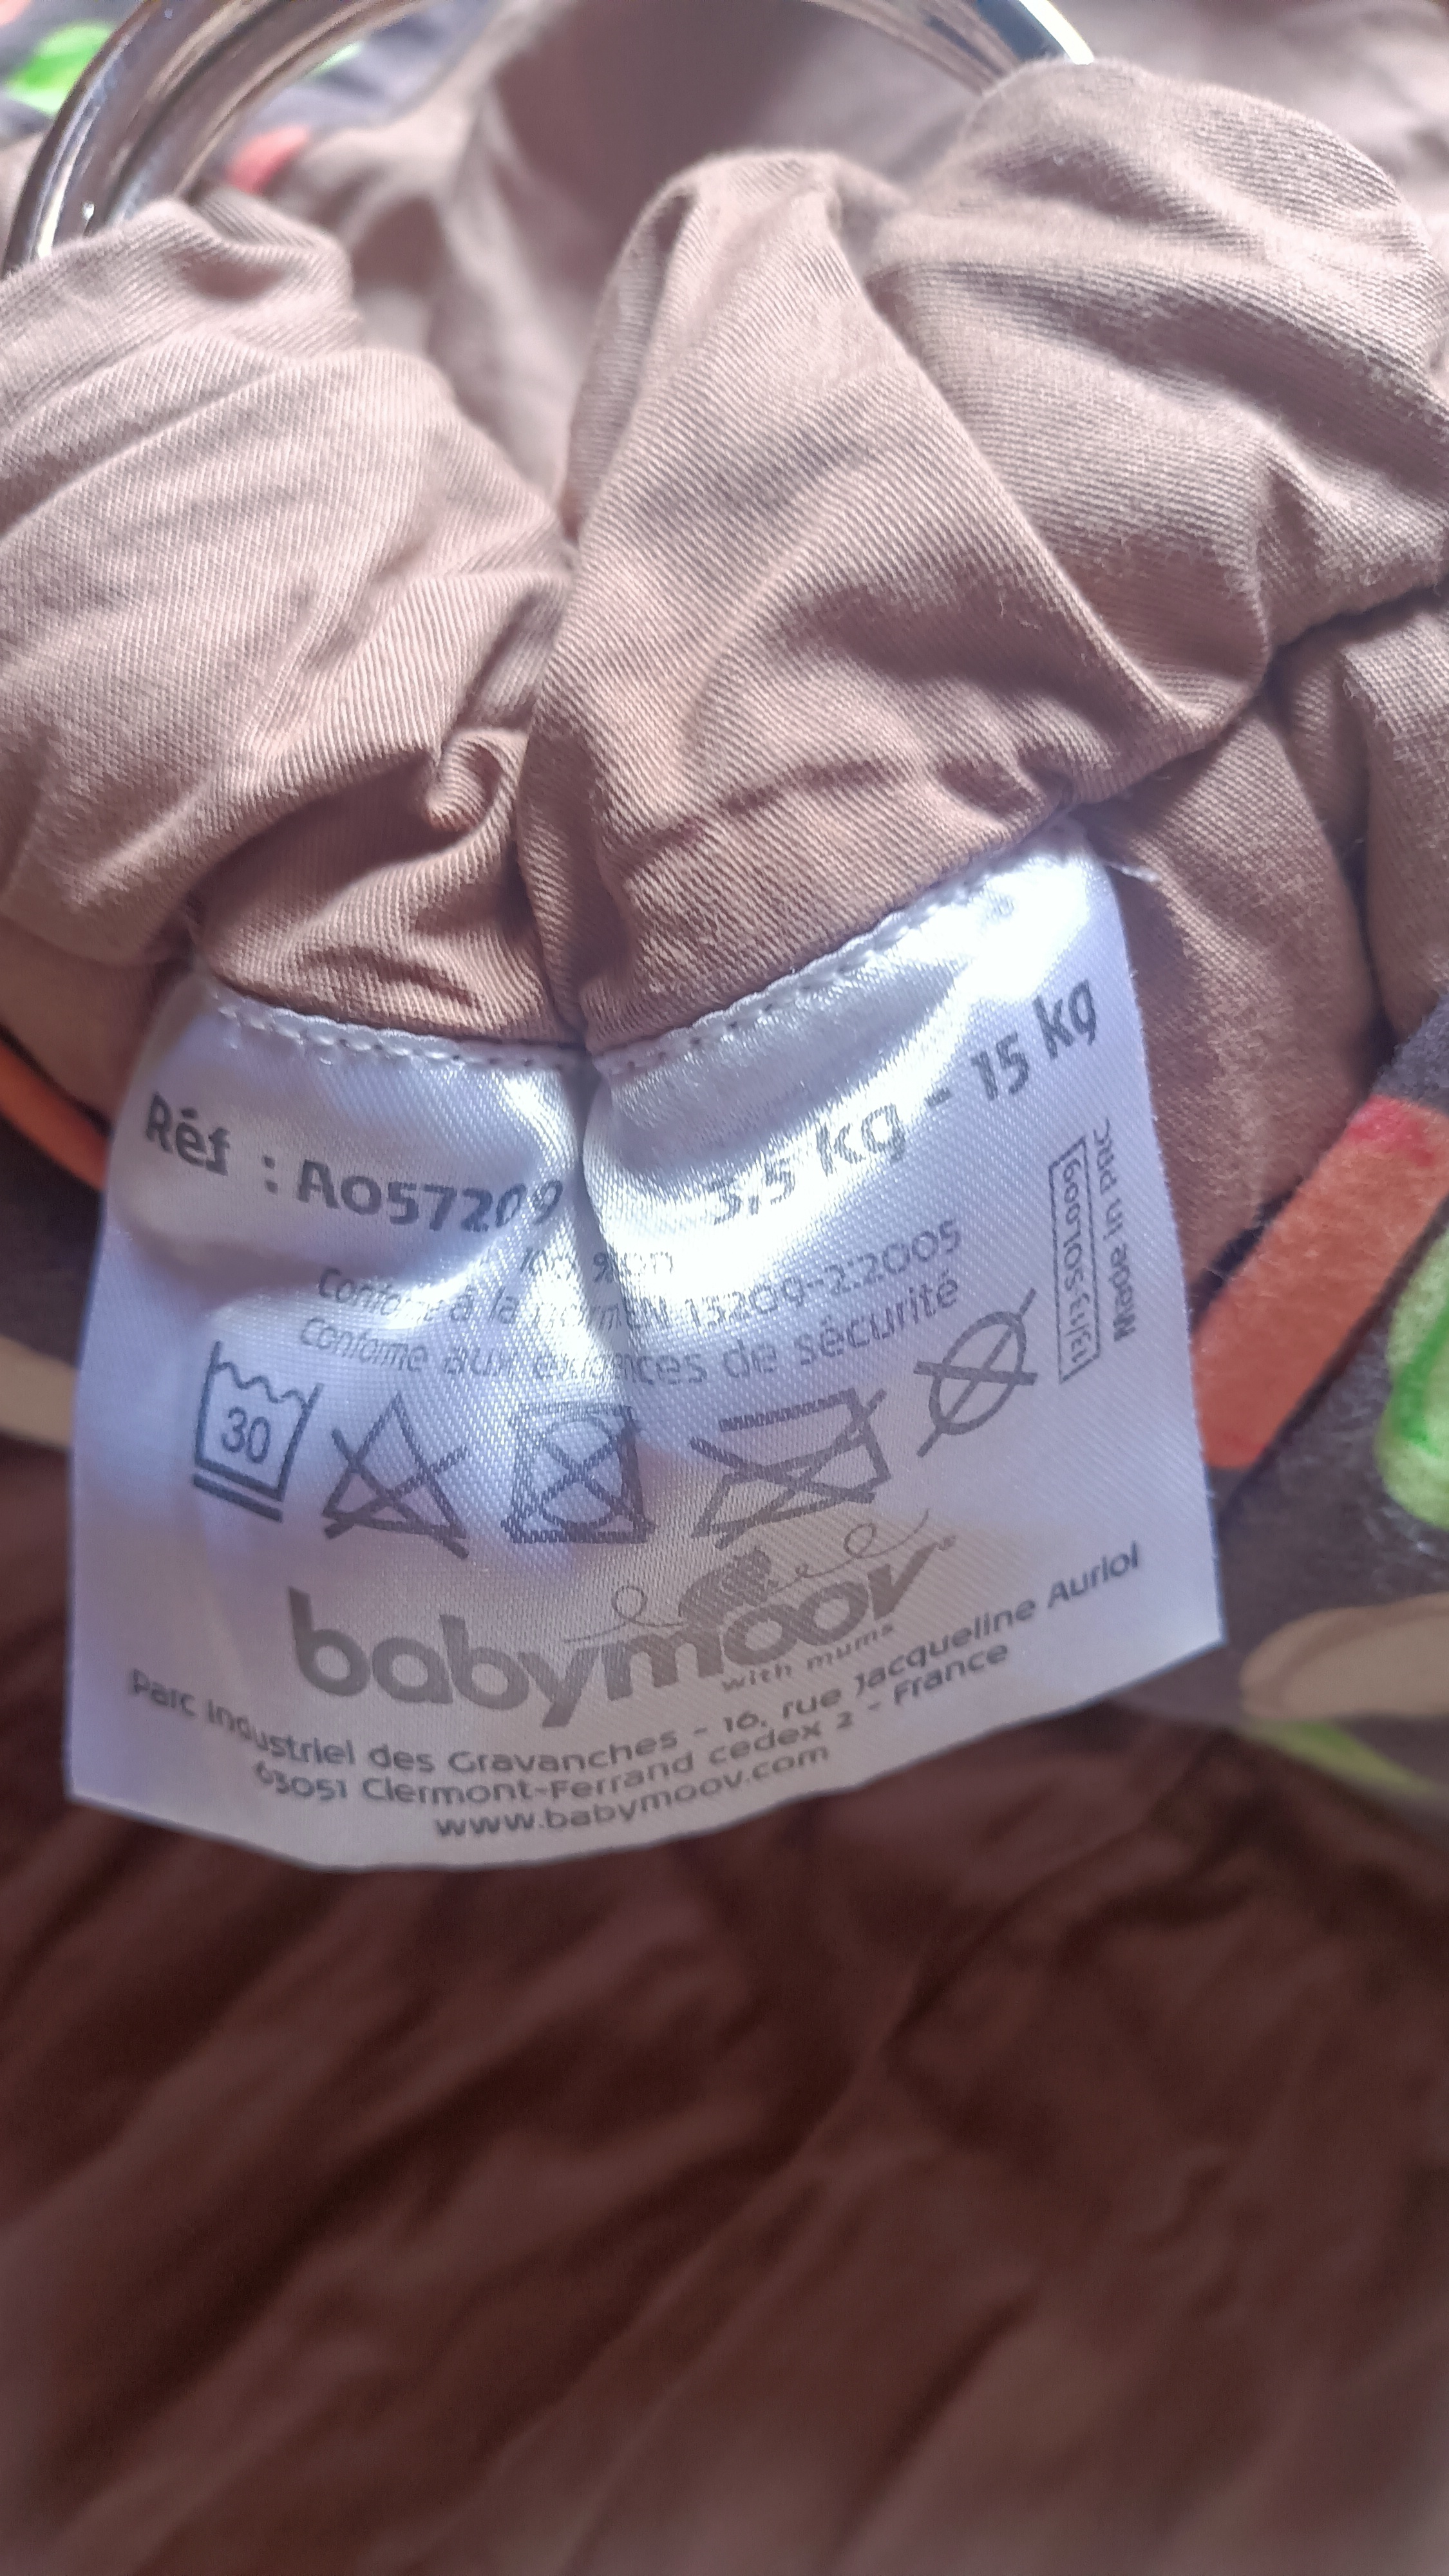 Réf : A057209
3,5 kg - 15 kg
conforme à la norme EN 13209-2:2005
conforme aux exigences de sécurité
Made in PRC
30
babymoov®
with mums
Parc Industriel des Gravanches - 16, rue Jacqueline Auriol
63051 Clermont-Ferrand cedex 2 - France
www.babymoov.com